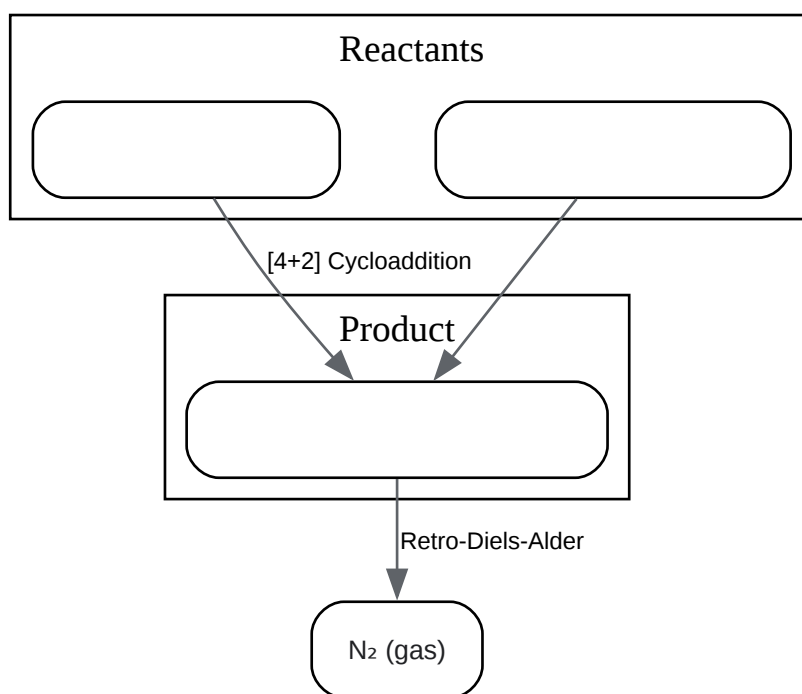 Reactants
[4+2] Cycloaddition
Product
Retro-Diels-Alder
N₂ (gas)